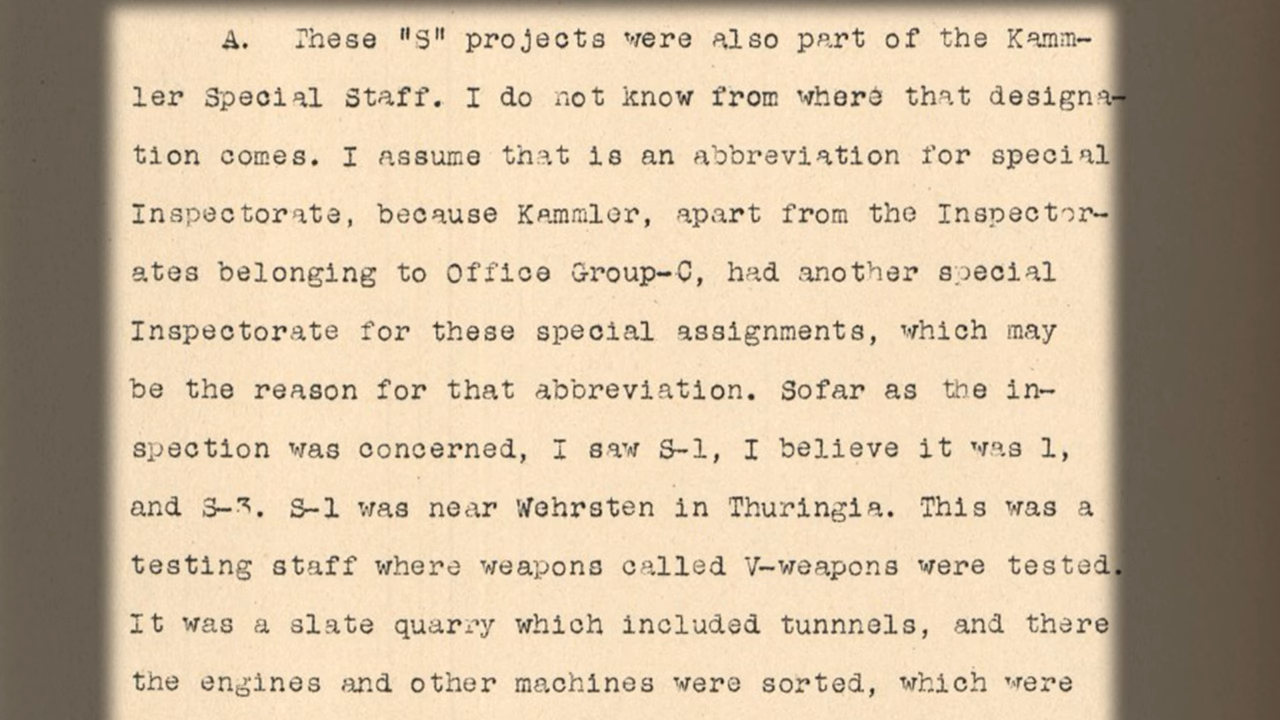 A. These "S" projects were also part of the Kamm-
ler Special Staff. I do not know from where that designa-
tion comes. I assume that is an abbreviation for special
Inspectorate, because Kammler, apart from the Inspector-
ates belonging to Office Group-C, had another special
Inspectorate for these special assignments, which may
be the reason for that abbreviation. Sofar as the in-
spection was concerned, I saw S-1, I believe it was 1,
and S-3. S-1 was near Wehrsten in Thuringia. This was a
testing staff where weapons called V-weapons were tested.
It was a slate quarry which included tunnnels, and there
the engines and other machines were sorted, which were